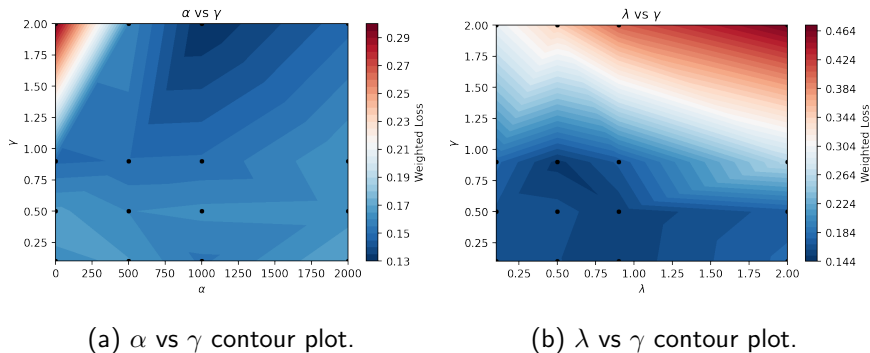 α vs γ
2.00
1.75
1.50
1.25
1.00
0.75
0.50
0.25
γ
0 250 500 750 1000 1250 1500 1750 2000
α
0.29
0.27
0.25
0.23
0.21
0.19
0.17
0.15
0.13
Weighted Loss
λ vs γ
2.00
1.75
1.50
1.25
1.00
0.75
0.50
0.25
γ
0.25 0.50 0.75 1.00 1.25 1.50 1.75 2.00
λ
0.464
0.424
0.384
0.344
0.304
0.264
0.224
0.184
0.144
Weighted Loss
(a) α vs γ contour plot.
(b) λ vs γ contour plot.